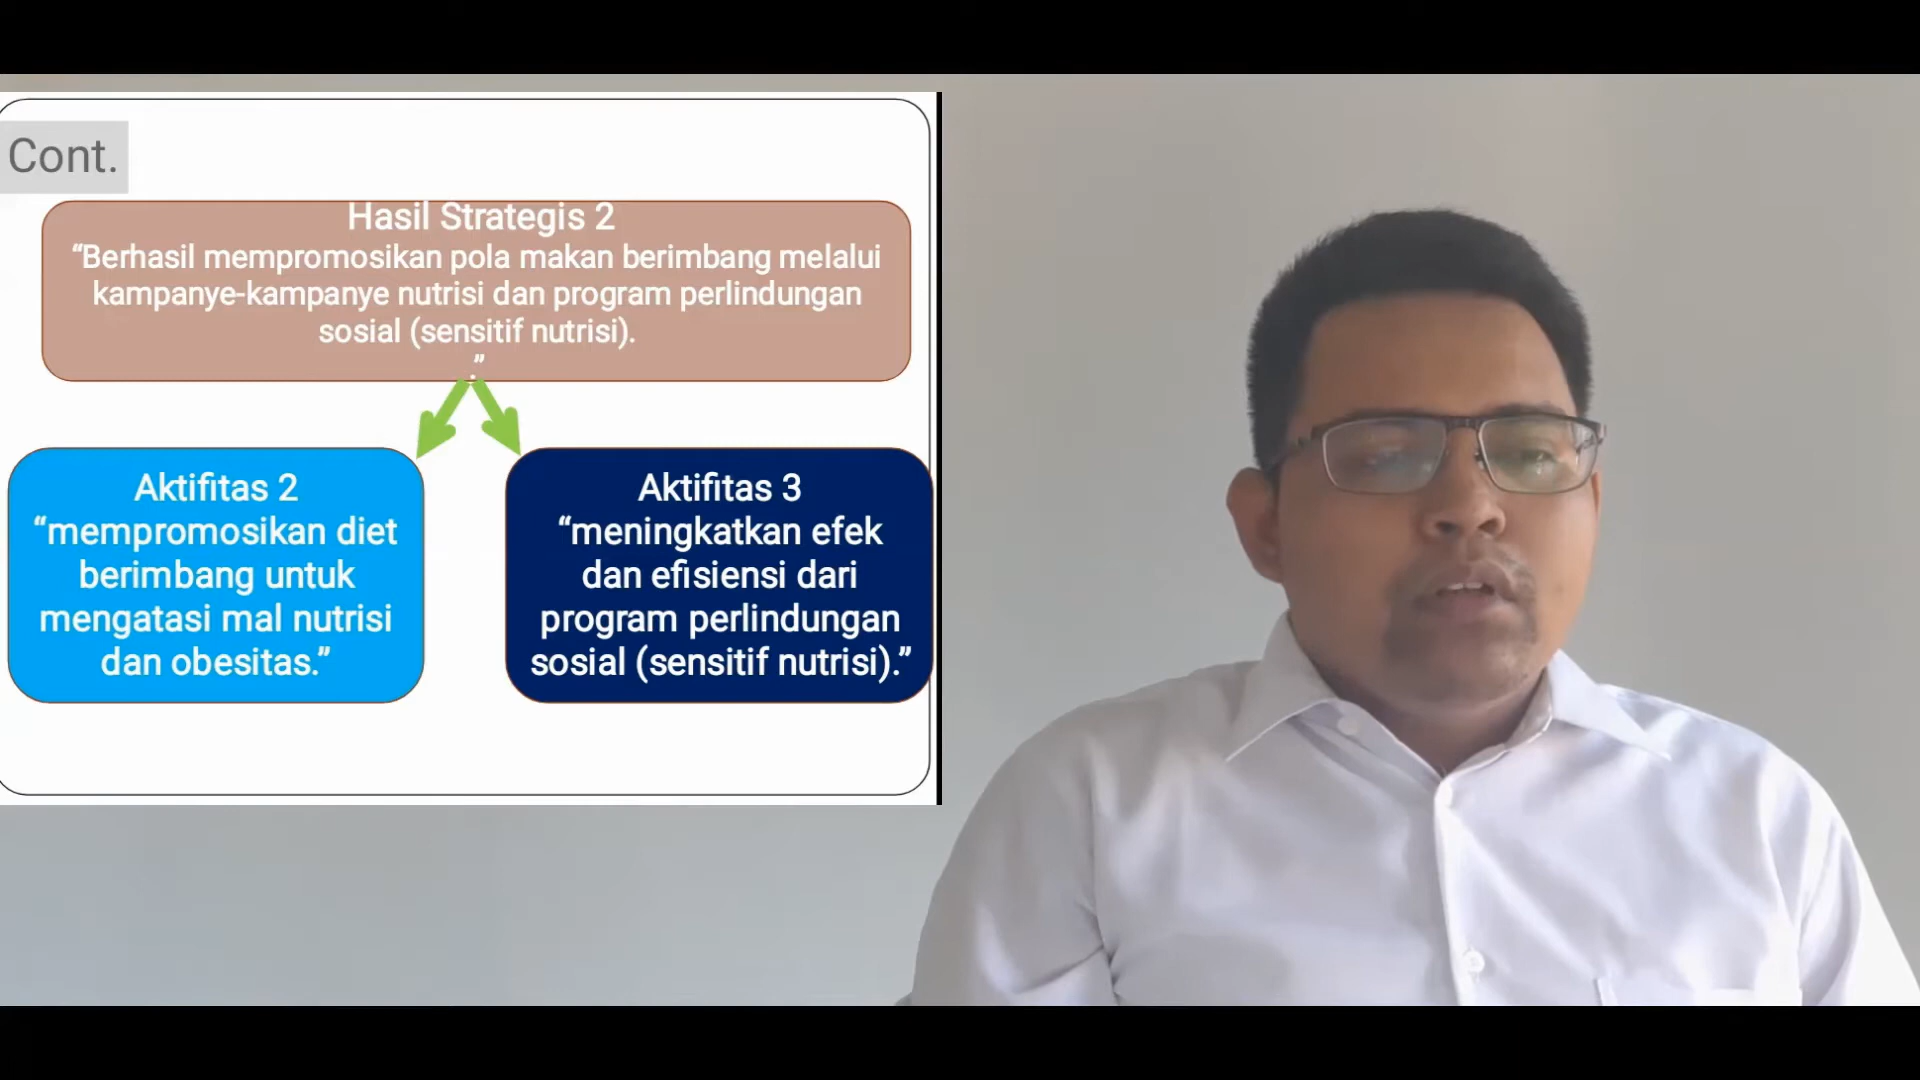 Cont.
Hasil Strategis 2
“Berhasil mempromosikan pola makan berimbang melalui
kampanye-kampanye nutrisi dan program perlindungan
sosial (sensitif nutrisi).
.”
Aktifitas 2
“mempromosikan diet
berimbang untuk
mengatasi mal nutrisi
dan obesitas.”
Aktifitas 3
“meningkatkan efek
dan efisiensi dari
program perlindungan
sosial (sensitif nutrisi).”